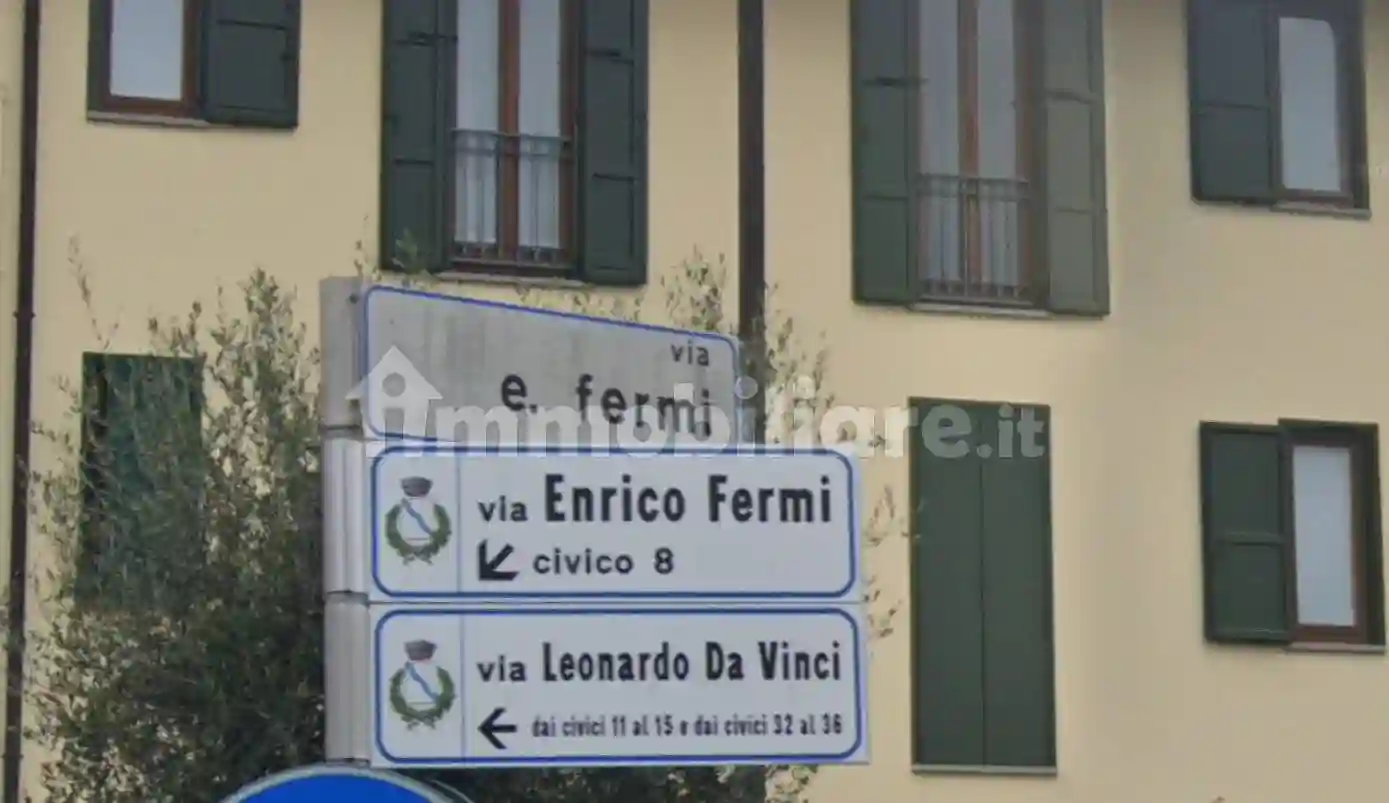 via
e. fermi
immobiliare.it
via Enrico Fermi
civico 8
via Leonardo Da Vinci
dai civici 11 al 15 e dai civici 32 al 36